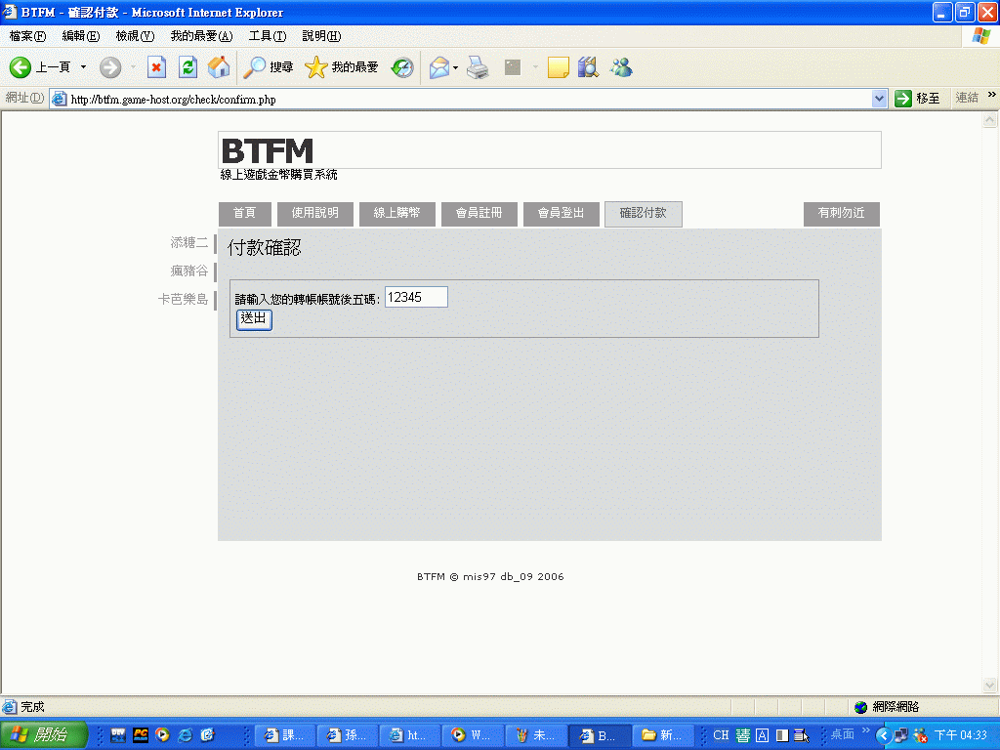 BTFM - 確認付款 - Microsoft Internet Explorer
檔案(F) 編輯(E) 檢視(V) 我的最愛(A) 工具(T) 說明(H)
上一頁 搜尋 我的最愛
網址(D) http://btfm.game-host.org/check/confirm.php 移至 連結 »
BTFM
線上遊戲金幣購買系統
首頁 使用說明 線上購幣 會員註冊 會員登出 確認付款 有刺勿近
添糖二
瘋豬谷
卡芭樂島
付款確認
請輸入您的轉帳帳號後五碼: 12345
送出
BTFM © mis97 db_09 2006
完成 網際網路
開始 課... 孫... ht... W... 未... B... 新... CH 桌面 » 下午 04:33